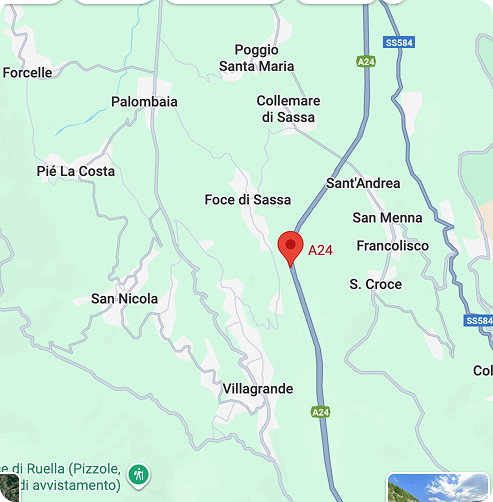 SS584
A24
Poggio
Santa Maria
Forcelle
Palombaia
Collemare
di Sassa
Pié La Costa
Sant'Andrea
Foce di Sassa
San Menna
Francolisco
A24
S. Croce
San Nicola
SS584
Villagrande
A24
ce di Ruella (Pizzole,
di avvistamento)